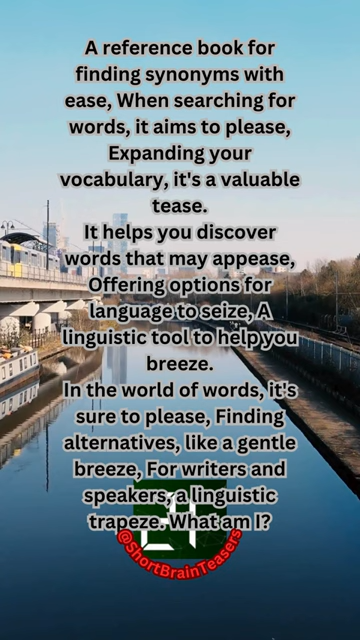 A reference book for
finding synonyms with
ease, When searching for
words, it aims to please,
Expanding your
vocabulary, it's a valuable
tease.
It helps you discover
words that may appease,
Offering options for
language to seize, A
linguistic tool to help you
breeze.
In the world of words, it's
sure to please, Finding
alternatives, like a gentle
breeze, For writers and
speakers, a linguistic
trapeze. What am I?
24
@ShortBrainTeasers